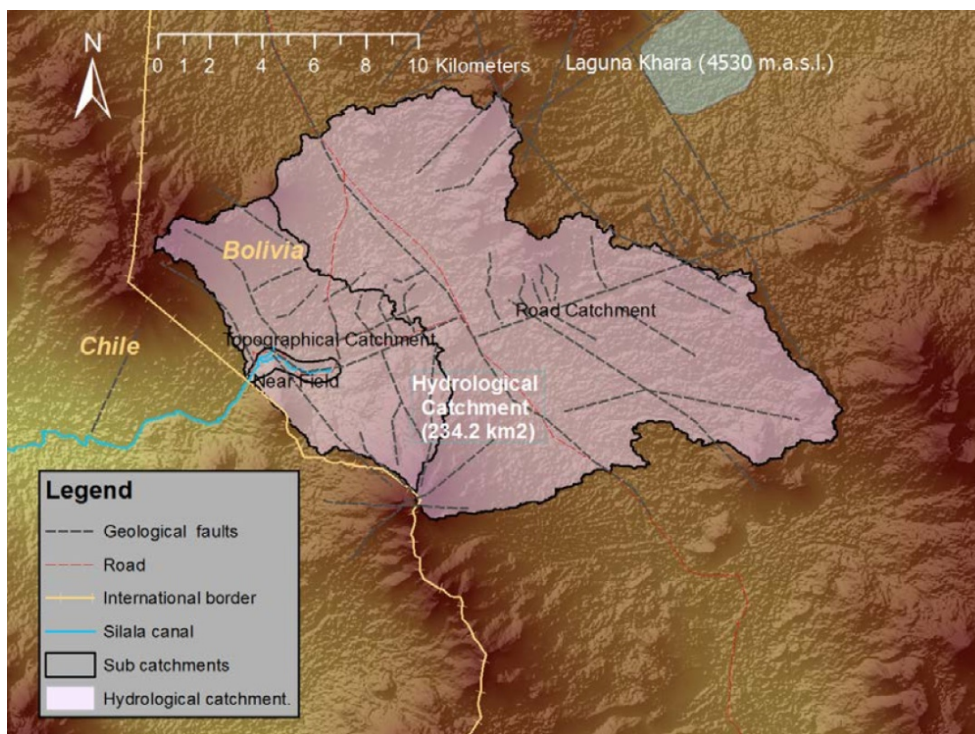 N
0 1 2 4 6 8 10 Kilometers
Laguna Khara (4530 m.a.s.l.)
Bolivia
Road Catchment
Topographical Catchment
Chile
Near Field
Hydrological
Catchment
(234.2 km2)
Legend
Geological faults
Road
International border
Silala canal
Sub catchments
Hydrological catchment.